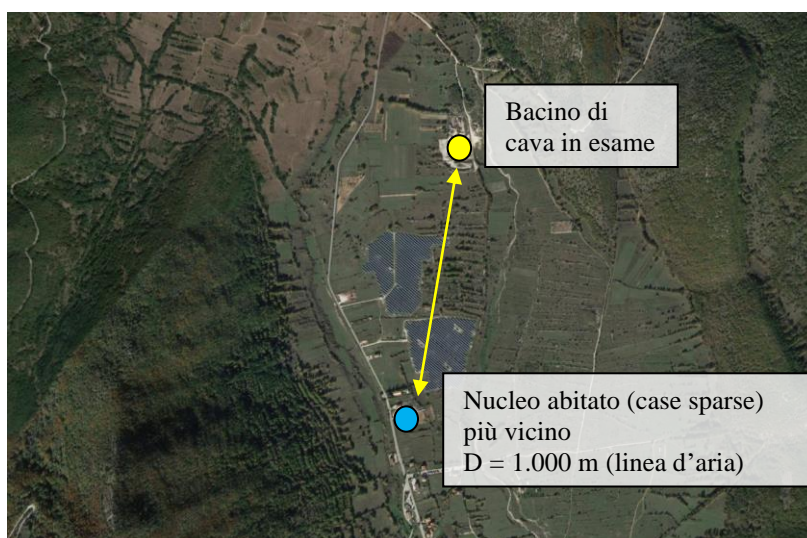 Bacino di
cava in esame
Nucleo abitato (case sparse)
più vicino
D = 1.000 m (linea d’aria)